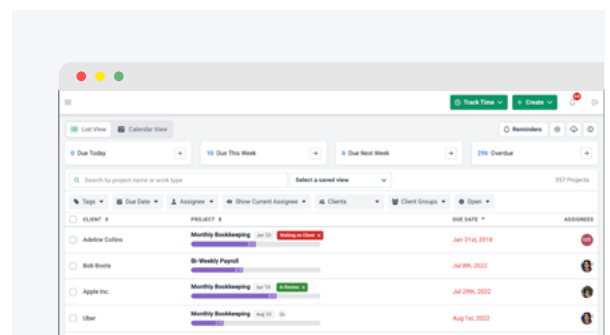 Track Time + Create
List View Calendar View Reminders
0 Due Today 10 Due This Week 6 Due Next Week 296 Overdue
Search by project name or work type Select a saved view 357 Projects
Tags Due Date Assignee Show Current Assignee Clients Client Groups Open
CLIENT PROJECT DUE DATE ASSIGNEES
Adeline Collins Monthly Bookkeeping Jan '18 Waiting on Client x Jan 31st, 2018
Bob Boots Bi-Weekly Payroll Jul 8th, 2022
Apple Inc. Monthly Bookkeeping In Review x Jul 29th, 2022
Uber Monthly Bookkeeping Aug 1st, 2022